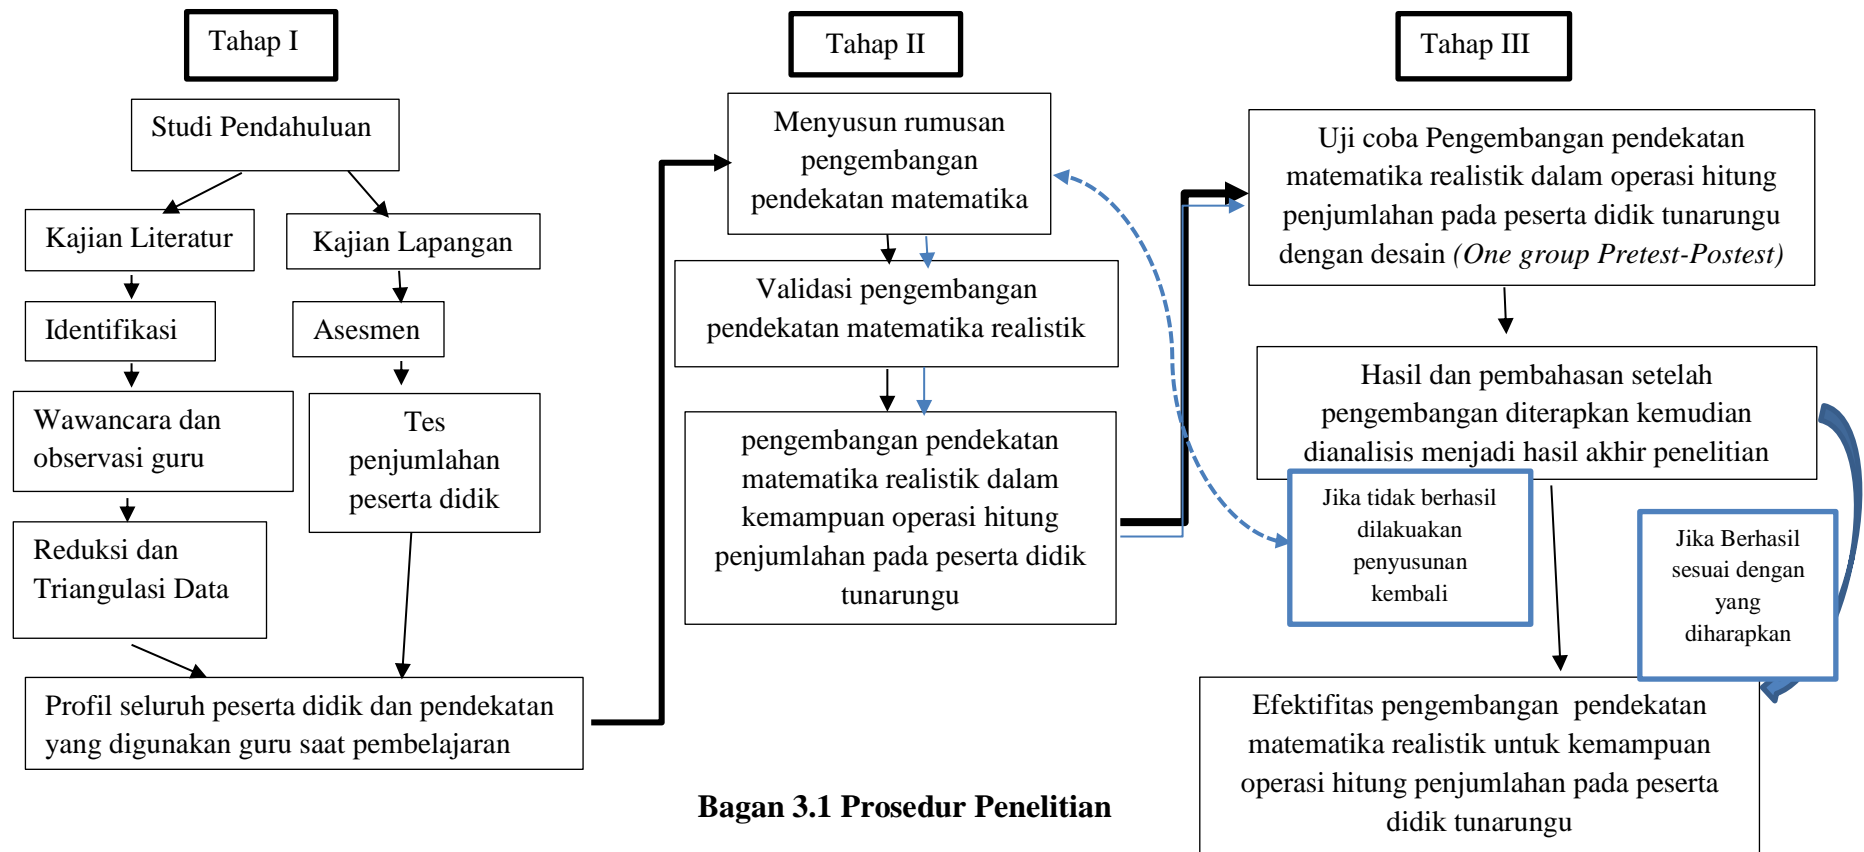 Tahap I
Studi Pendahuluan
Kajian Literatur
Kajian Lapangan
Identifikasi
Asesmen
Wawancara dan
observasi guru
Tes
penjumlahan
peserta didik
Reduksi dan
Triangulasi Data
Profil seluruh peserta didik dan pendekatan
yang digunakan guru saat pembelajaran
Tahap II
Menyusun rumusan
pengembangan
pendekatan matematika
Validasi pengembangan
pendekatan matematika realistik
pengembangan pendekatan
matematika realistik dalam
kemampuan operasi hitung
penjumlahan pada peserta didik
tunarungu
Tahap III
Uji coba Pengembangan pendekatan
matematika realistik dalam operasi hitung
penjumlahan pada peserta didik tunarungu
dengan desain (One group Pretest-Postest)
Hasil dan pembahasan setelah
pengembangan diterapkan kemudian
dianalisis menjadi hasil akhir penelitian
Jika tidak berhasil
dilakuakan
penyusunan
kembali
Jika Berhasil
sesuai dengan
yang
diharapkan
Efektifitas pengembangan pendekatan
matematika realistik untuk kemampuan
operasi hitung penjumlahan pada peserta
didik tunarungu
Bagan 3.1 Prosedur Penelitian